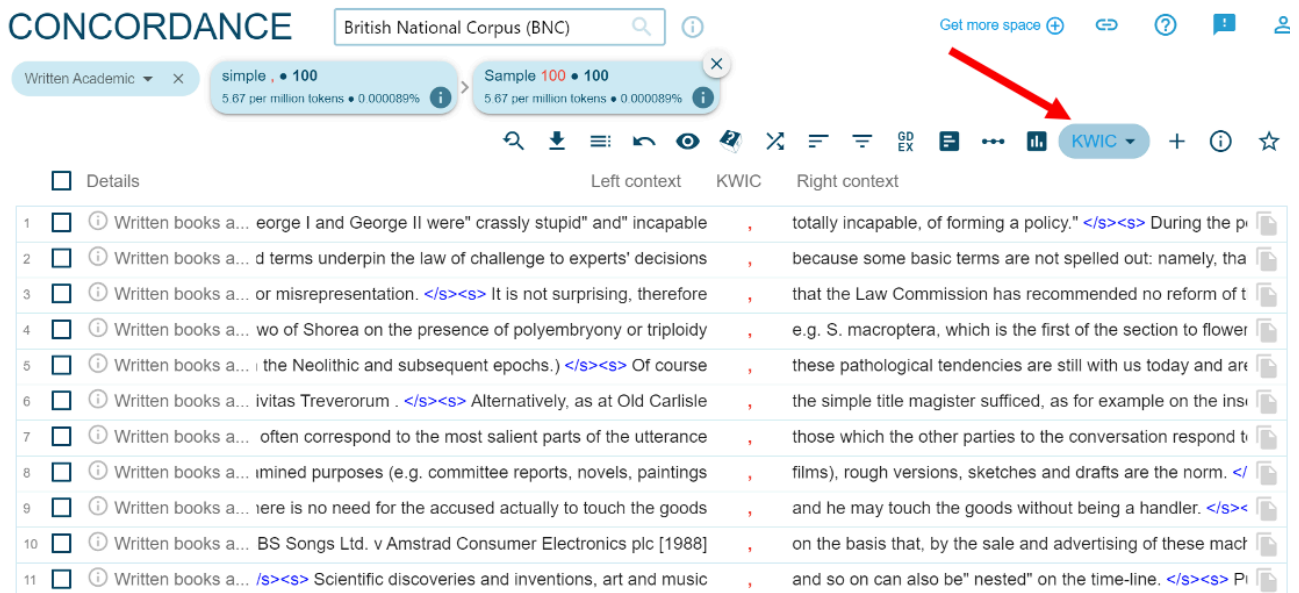 CONCORDANCE
British National Corpus (BNC)
Get more space
Written Academic
simple , ● 100
5.67 per million tokens ● 0.000089%
Sample 100 ● 100
5.67 per million tokens ● 0.000089%
GD EX
KWIC
Details Left context KWIC Right context
1 Written books a... eorge I and George II were" crassly stupid" and" incapable , totally incapable, of forming a policy." </s><s> During the
2 Written books a... d terms underpin the law of challenge to experts' decisions , because some basic terms are not spelled out: namely, tha
3 Written books a... or misrepresentation. </s><s> It is not surprising, therefore , that the Law Commission has recommended no reform of
4 Written books a... wo of Shorea on the presence of polyembryony or triploidy , e.g. S. macroptera, which is the first of the section to flower
5 Written books a... the Neolithic and subsequent epochs.) </s><s> Of course , these pathological tendencies are still with us today and are
6 Written books a... ivitas Treverorum . </s><s> Alternatively, as at Old Carlisle , the simple title magister sufficed, as for example on the
7 Written books a... often correspond to the most salient parts of the utterance , those which the other parties to the conversation respond
8 Written books a... mined purposes (e.g. committee reports, novels, paintings , films), rough versions, sketches and drafts are the norm. </
9 Written books a... ere is no need for the accused actually to touch the goods , and he may touch the goods without being a handler. </s><
10 Written books a... BS Songs Ltd. v Amstrad Consumer Electronics plc [1988] , on the basis that, by the sale and advertising of these
11 Written books a... /s><s> Scientific discoveries and inventions, art and music , and so on can also be" nested" on the time-line. </s><s>